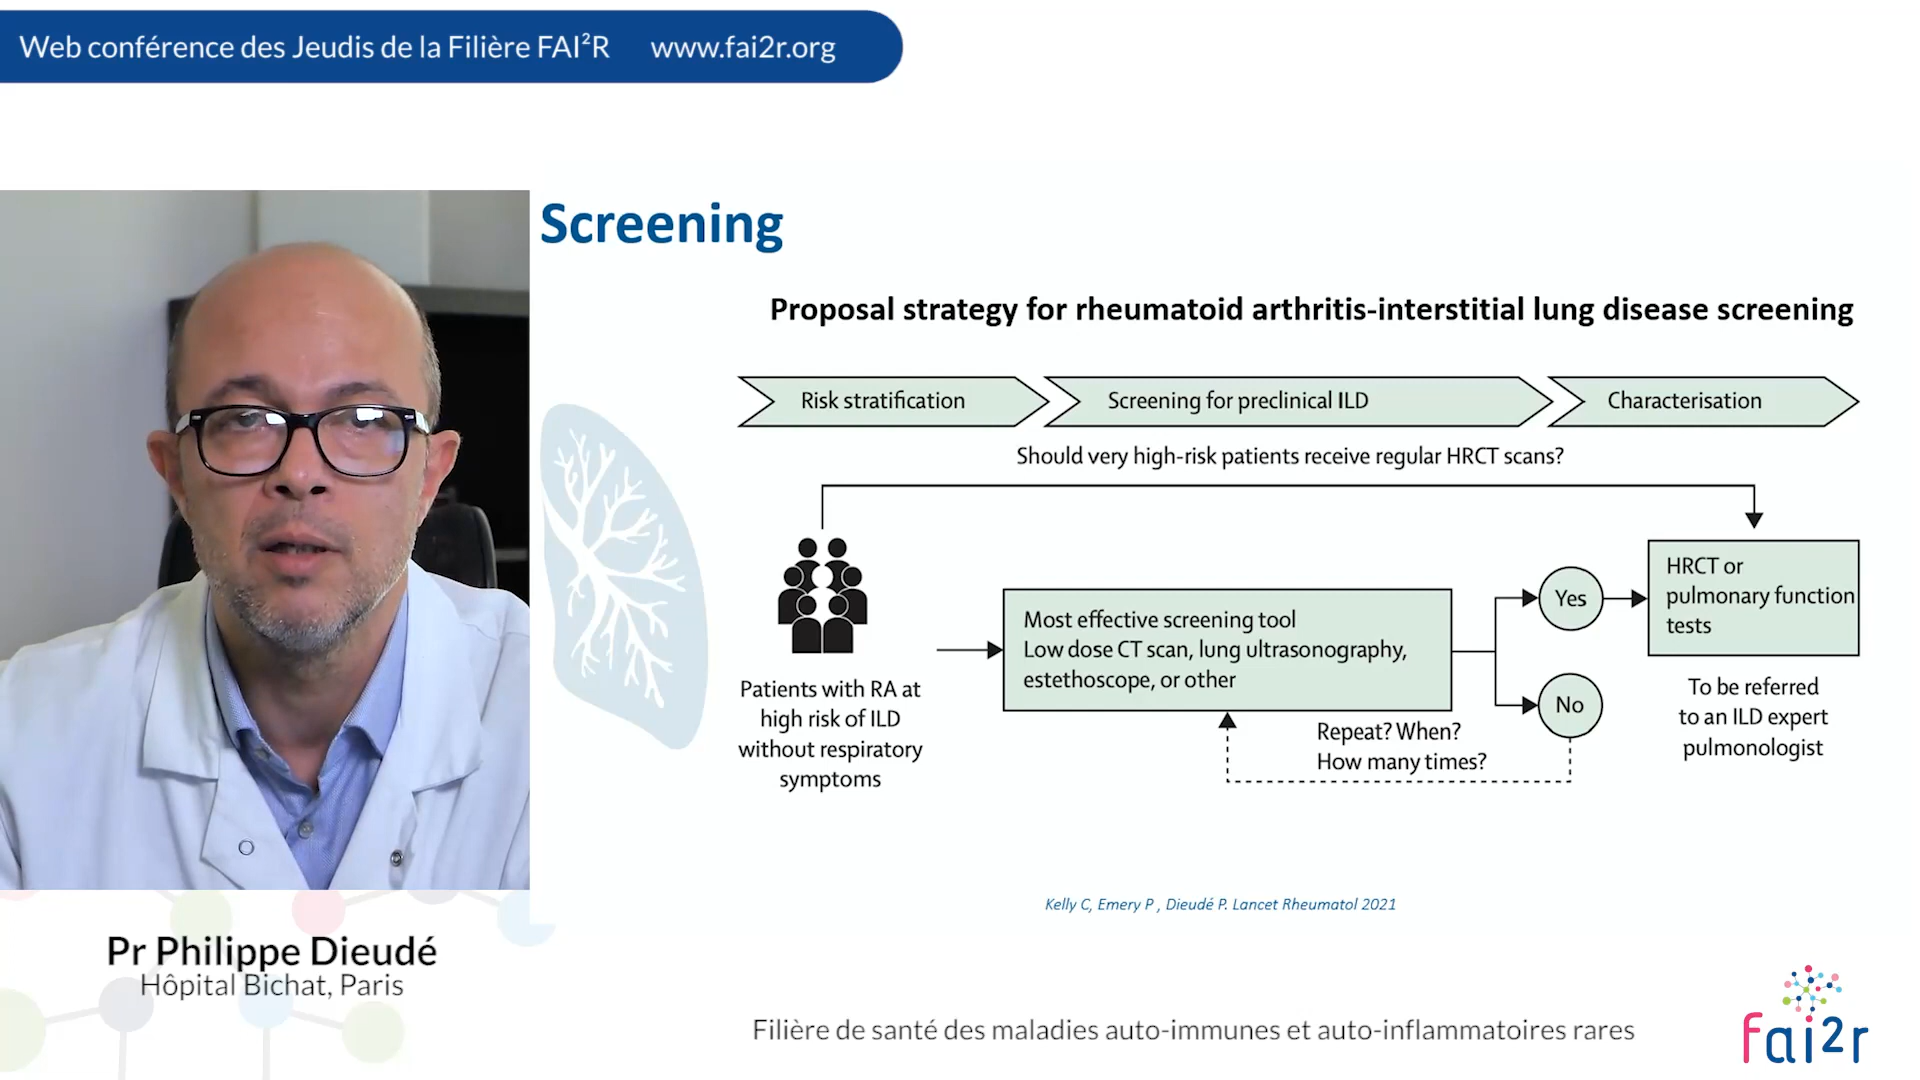 Web conférence des Jeudis de la Filière FAI²R www.fai2r.org
Screening
Proposal strategy for rheumatoid arthritis-interstitial lung disease screening
Risk stratification
Screening for preclinical ILD
Characterisation
Should very high-risk patients receive regular HRCT scans?
Patients with RA at
high risk of ILD
without respiratory
symptoms
Most effective screening tool
Low dose CT scan, lung ultrasonography,
estethoscope, or other
Yes
No
Repeat? When?
How many times?
HRCT or
pulmonary function
tests
To be referred
to an ILD expert
pulmonologist
Kelly C, Emery P , Dieudé P. Lancet Rheumatol 2021
Pr Philippe Dieudé
Hôpital Bichat, Paris
Filière de santé des maladies auto-immunes et auto-inflammatoires rares
fai2r